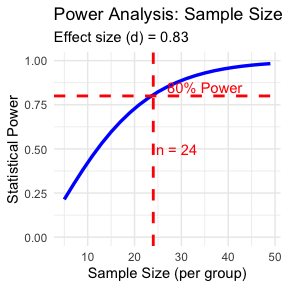 Power Analysis: Sample Size
Effect size (d) = 0.83
Statistical Power
1.00
0.75
0.50
0.25
0.00
80% Power
n = 24
10 20 30 40 50
Sample Size (per group)